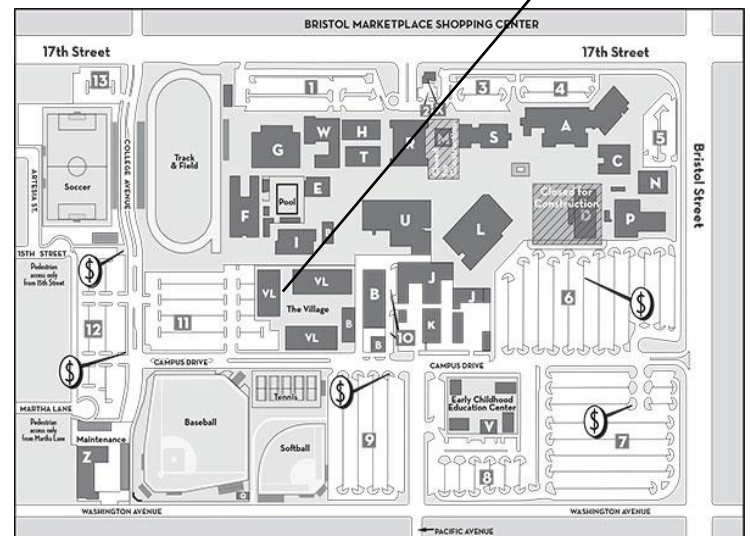 BRISTOL MARKETPLACE SHOPPING CENTER
17th Street
17th Street
13
1
2
3
4
5
W
H
G
T
R
M
S
A
C
N
Track
& Field
COLLEGE AVENUE
Soccer
ARTESIA ST.
Bristol Street
E
Pool
F
I
U
L
Closed for
Construction
D
P
15TH STREET
Pedestrian
access only
from 15th Street
$
VL
VL
The Village
VL
B
B
B
J
J
K
10
6
$
11
12
$
CAMPUS DRIVE
CAMPUS DRIVE
MARTHA LANE
Pedestrian
access only
from Martha Lane
Maintenance
Z
Baseball
Tennis
Softball
$
9
Early Childhood
Education Center
V
8
$
7
WASHINGTON AVENUE
WASHINGTON AVENUE
PACIFIC AVENUE